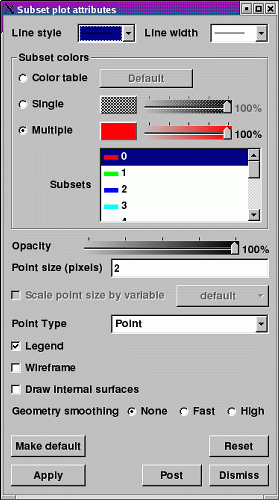 Subset plot attributes
Line style Line width
Subset colors
Color table Default
Single 100%
Multiple 100%
Subsets
0
1
2
3
Opacity 100%
Point size (pixels) 2
Scale point size by variable default
Point Type Point
Legend
Wireframe
Draw internal surfaces
Geometry smoothing None Fast High
Make default Reset
Apply Post Dismiss